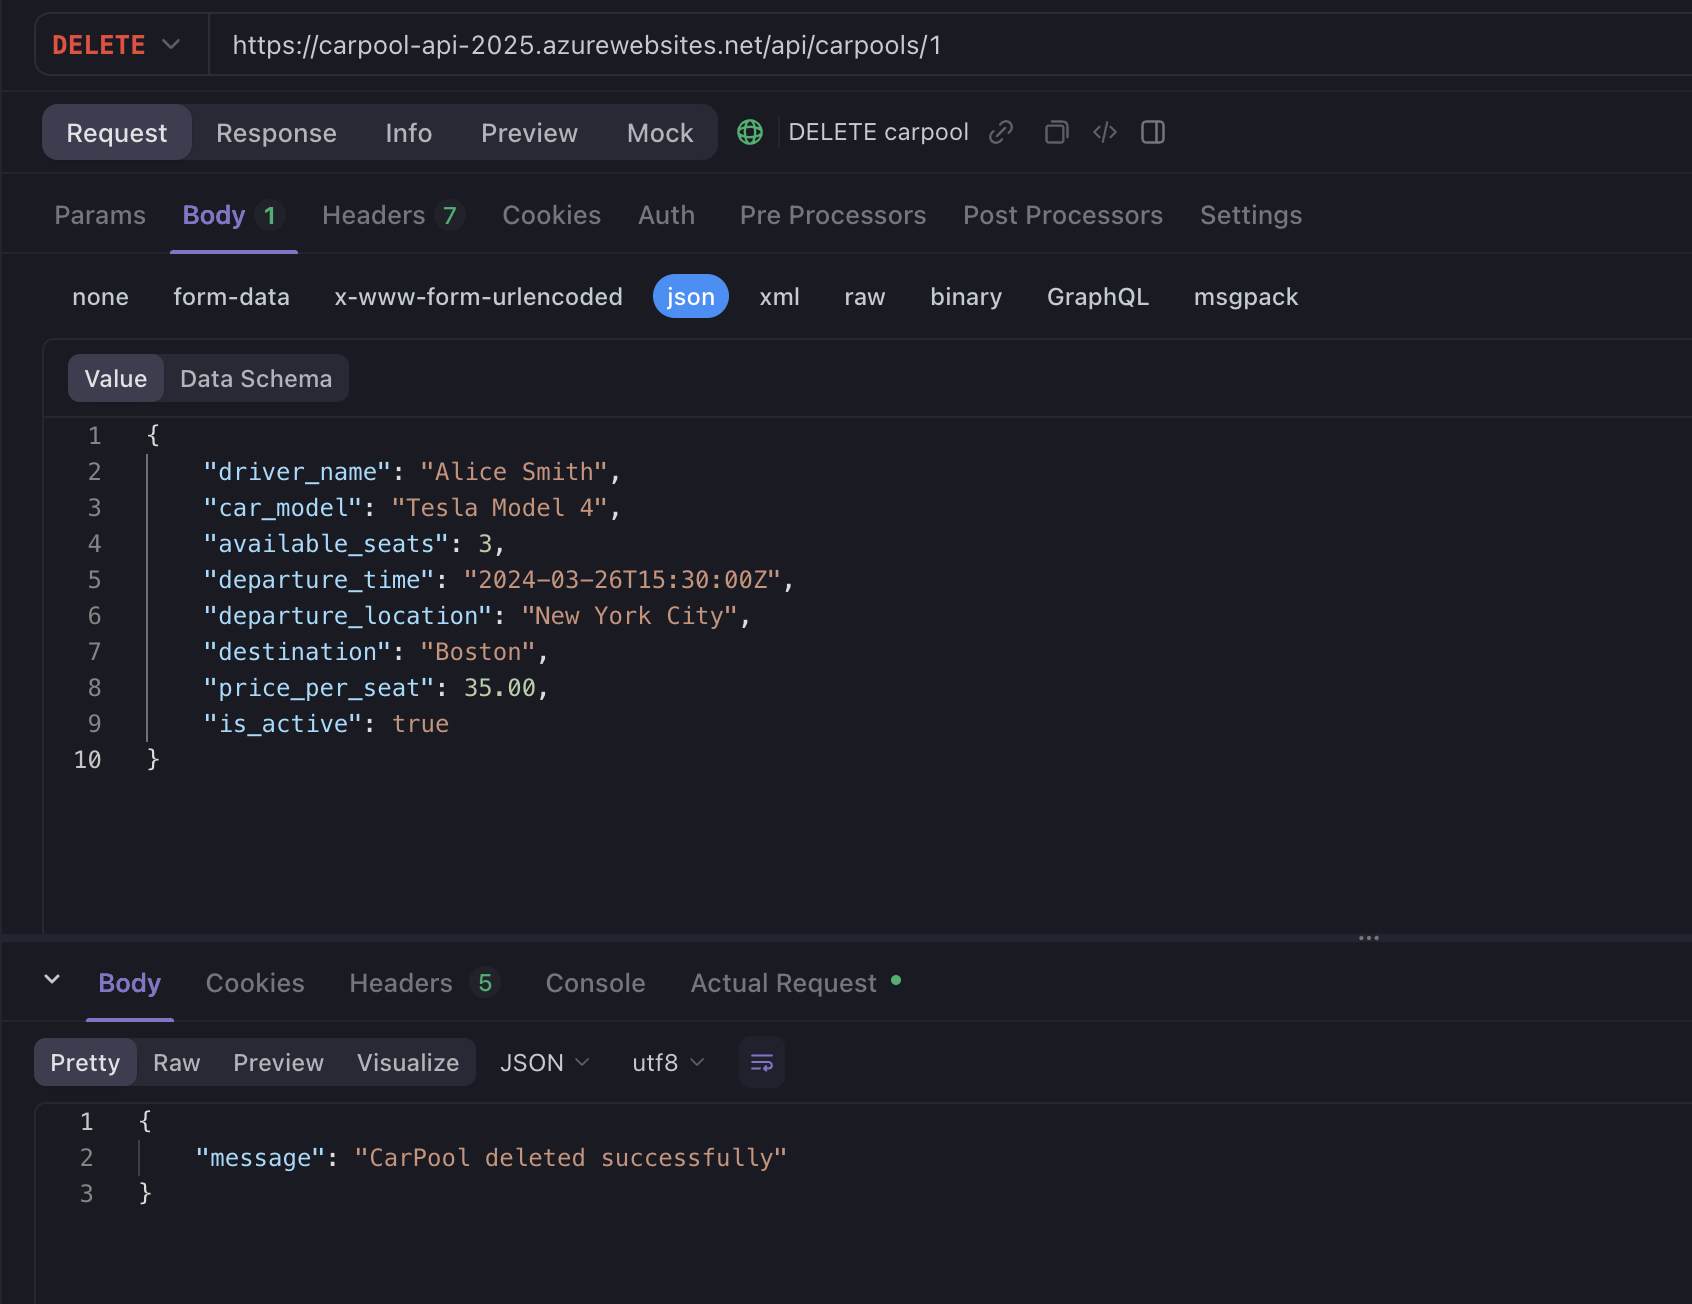 DELETE https://carpool-api-2025.azurewebsites.net/api/carpools/1
Request Response Info Preview Mock DELETE carpool
Params Body 1 Headers 7 Cookies Auth Pre Processors Post Processors Settings
none form-data x-www-form-urlencoded json xml raw binary GraphQL msgpack
Value Data Schema
1 {
2 "driver_name": "Alice Smith",
3 "car_model": "Tesla Model 4",
4 "available_seats": 3,
5 "departure_time": "2024-03-26T15:30:00Z",
6 "departure_location": "New York City",
7 "destination": "Boston",
8 "price_per_seat": 35.00,
9 "is_active": true
10 }
Body Cookies Headers 5 Console Actual Request
Pretty Raw Preview Visualize JSON utf8
1 {
2 "message": "CarPool deleted successfully"
3 }